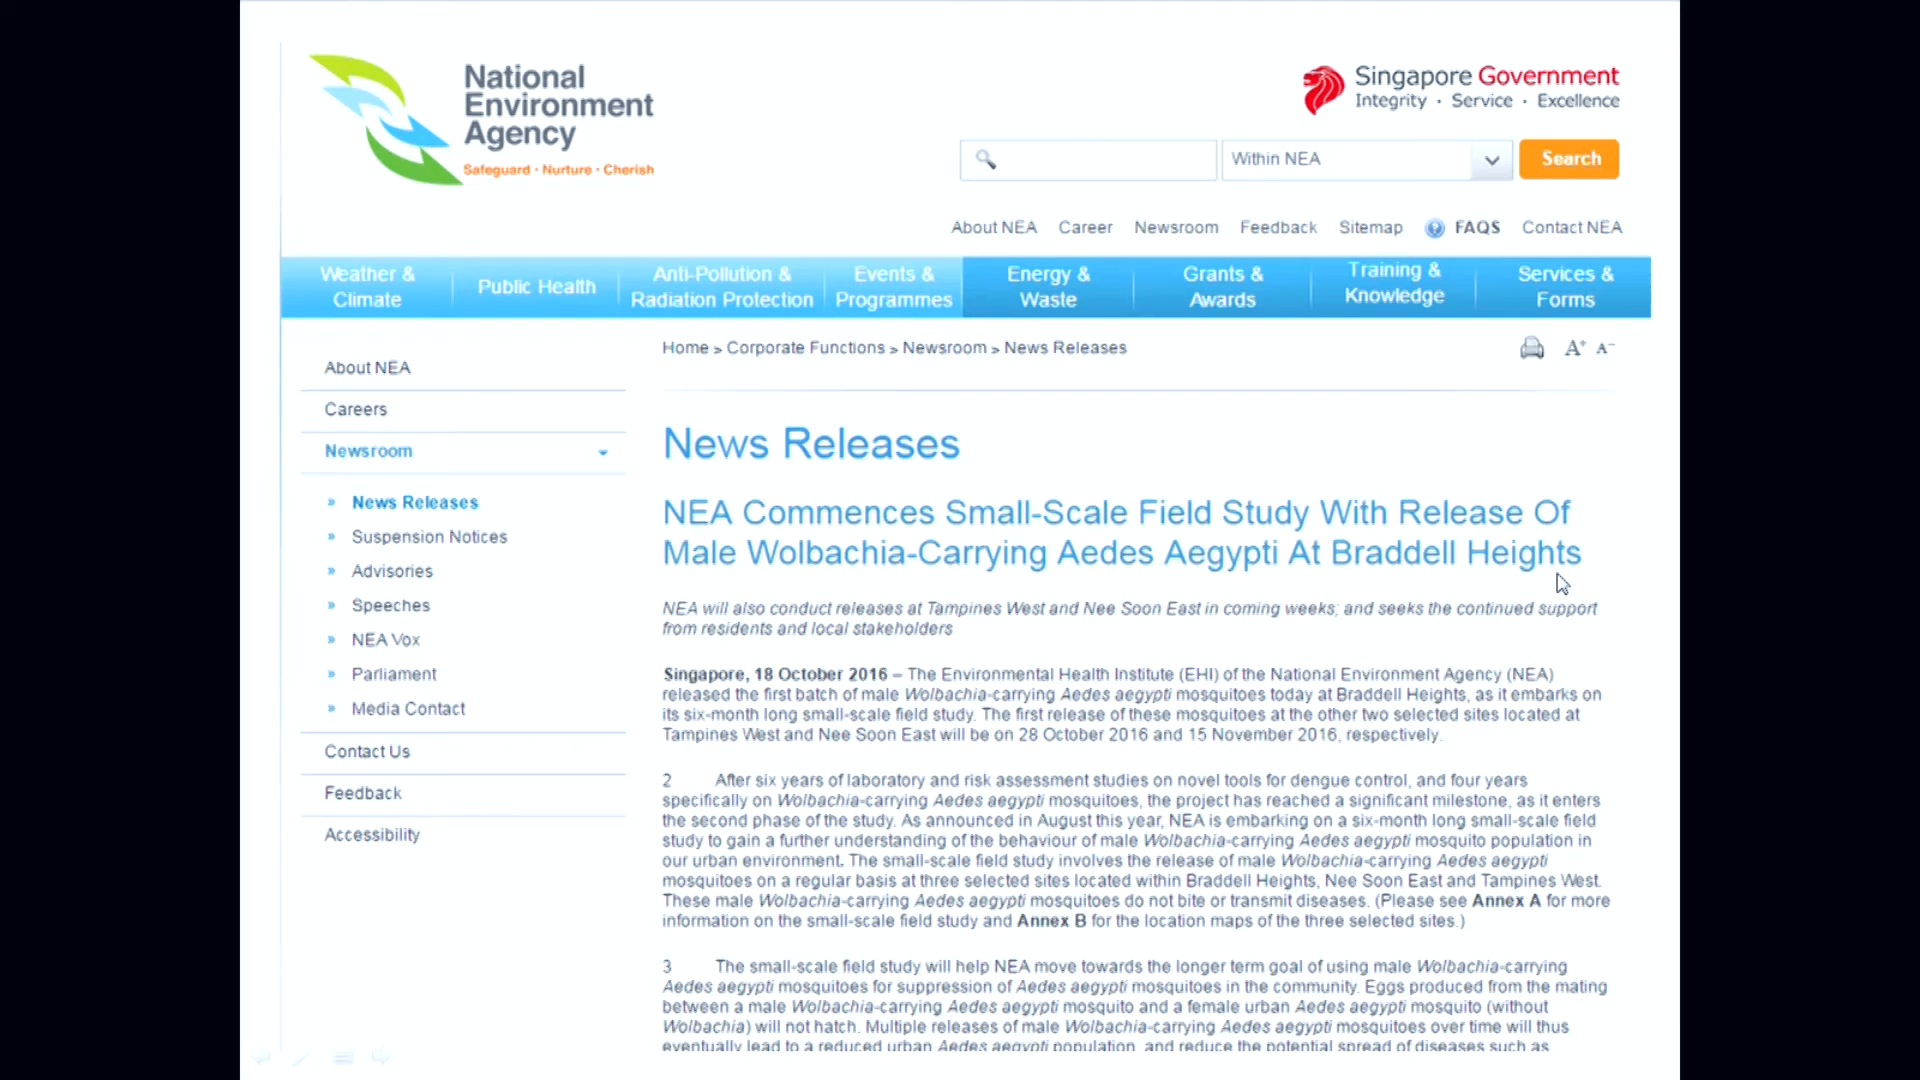 National
Environment
Agency
Safeguard · Nurture · Cherish
Singapore Government
Integrity · Service · Excellence
Within NEA
Search
About NEA Career Newsroom Feedback Sitemap FAQS Contact NEA
Weather & Climate
Public Health
Anti-Pollution & Radiation Protection
Events & Programmes
Energy & Waste
Grants & Awards
Training & Knowledge
Services & Forms
Home > Corporate Functions > Newsroom > News Releases
A+ A-
About NEA
Careers
Newsroom
» News Releases
» Suspension Notices
» Advisories
» Speeches
» NEA Vox
» Parliament
» Media Contact
Contact Us
Feedback
Accessibility
News Releases
NEA Commences Small-Scale Field Study With Release Of
Male Wolbachia-Carrying Aedes Aegypti At Braddell Heights
NEA will also conduct releases at Tampines West and Nee Soon East in coming weeks; and seeks the continued support
from residents and local stakeholders
Singapore, 18 October 2016 – The Environmental Health Institute (EHI) of the National Environment Agency (NEA)
released the first batch of male Wolbachia-carrying Aedes aegypti mosquitoes today at Braddell Heights, as it embarks on
its six-month long small-scale field study. The first release of these mosquitoes at the other two selected sites located at
Tampines West and Nee Soon East will be on 28 October 2016 and 15 November 2016, respectively.
2 After six years of laboratory and risk assessment studies on novel tools for dengue control, and four years
specifically on Wolbachia-carrying Aedes aegypti mosquitoes, the project has reached a significant milestone, as it enters
the second phase of the study. As announced in August this year, NEA is embarking on a six-month long small-scale field
study to gain a further understanding of the behaviour of male Wolbachia-carrying Aedes aegypti mosquito population in
our urban environment. The small-scale field study involves the release of male Wolbachia-carrying Aedes aegypti
mosquitoes on a regular basis at three selected sites located within Braddell Heights, Nee Soon East and Tampines West.
These male Wolbachia-carrying Aedes aegypti mosquitoes do not bite or transmit diseases. (Please see Annex A for more
information on the small-scale field study and Annex B for the location maps of the three selected sites.)
3 The small-scale field study will help NEA move towards the longer term goal of using male Wolbachia-carrying
Aedes aegypti mosquitoes for suppression of Aedes aegypti mosquitoes in the community. Eggs produced from the mating
between a male Wolbachia-carrying Aedes aegypti mosquito and a female urban Aedes aegypti mosquito (without
Wolbachia) will not hatch. Multiple releases of male Wolbachia-carrying Aedes aegypti mosquitoes over time will thus
eventually lead to a reduced urban Aedes aegypti population, and reduce the potential spread of diseases such as